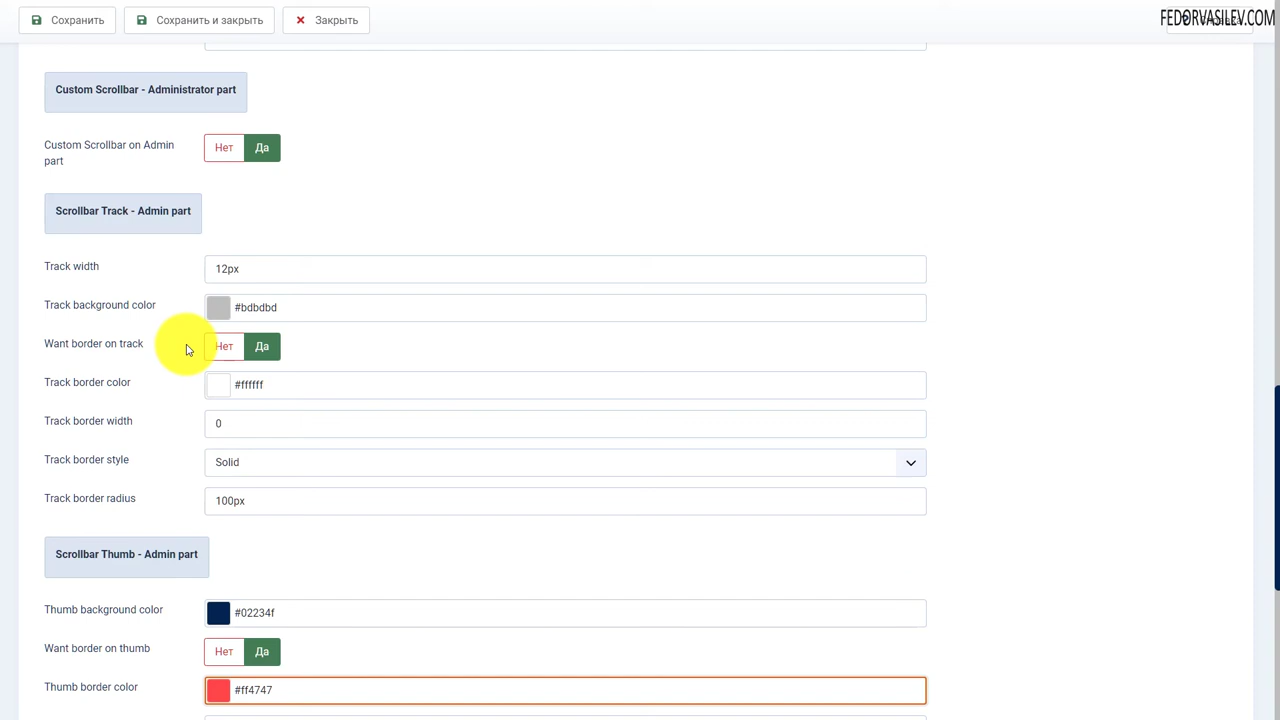 Сохранить Сохранить и закрыть Закрыть
FEDORVASILEV.COM
Custom Scrollbar - Administrator part
Custom Scrollbar on Admin
part
Нет Да
Scrollbar Track - Admin part
Track width 12px
Track background color #bdbdbd
Want border on track Нет Да
Track border color #ffffff
Track border width 0
Track border style Solid
Track border radius 100px
Scrollbar Thumb - Admin part
Thumb background color #02234f
Want border on thumb Нет Да
Thumb border color #ff4747